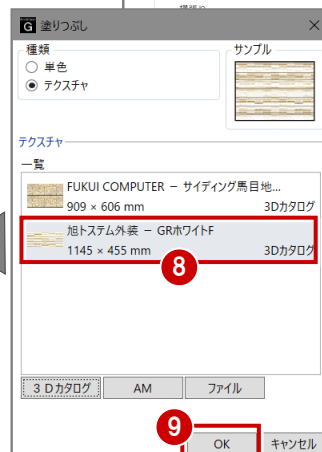 G 塗りつぶし ×
種類
単色
テクスチャ
サンプル
テクスチャ
一覧
FUKUI COMPUTER － サイディング馬目地...
909 × 606 mm 3Dカタログ
旭トステム外装 － GRホワイトF
1145 × 455 mm 3Dカタログ
8
３Ｄカタログ AM ファイル
9
OK キャンセル